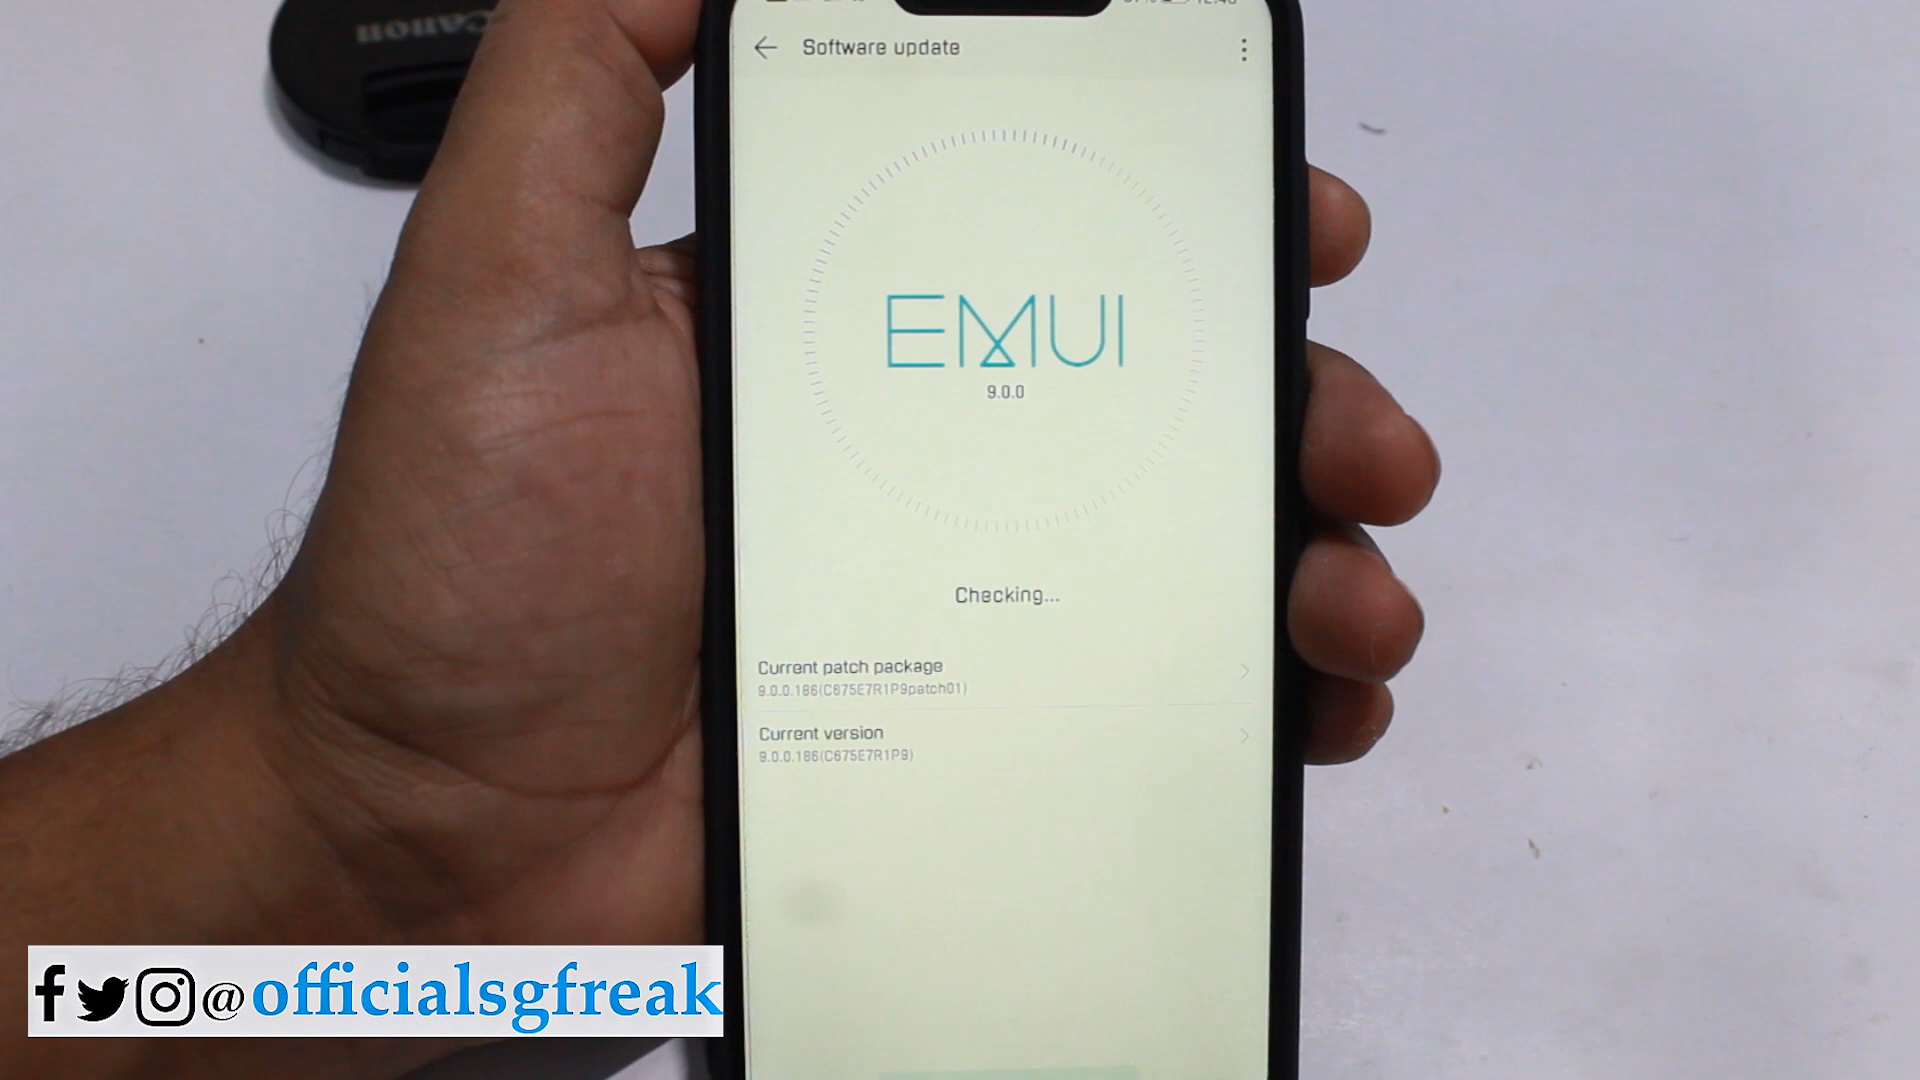 Canon
Software update
EMUI
9.0.0
Checking...
Current patch package
9.0.0.186(C675E7R1P9patch01)
Current version
9.0.0.186(C675E7R1P9)
@officialsgfreak